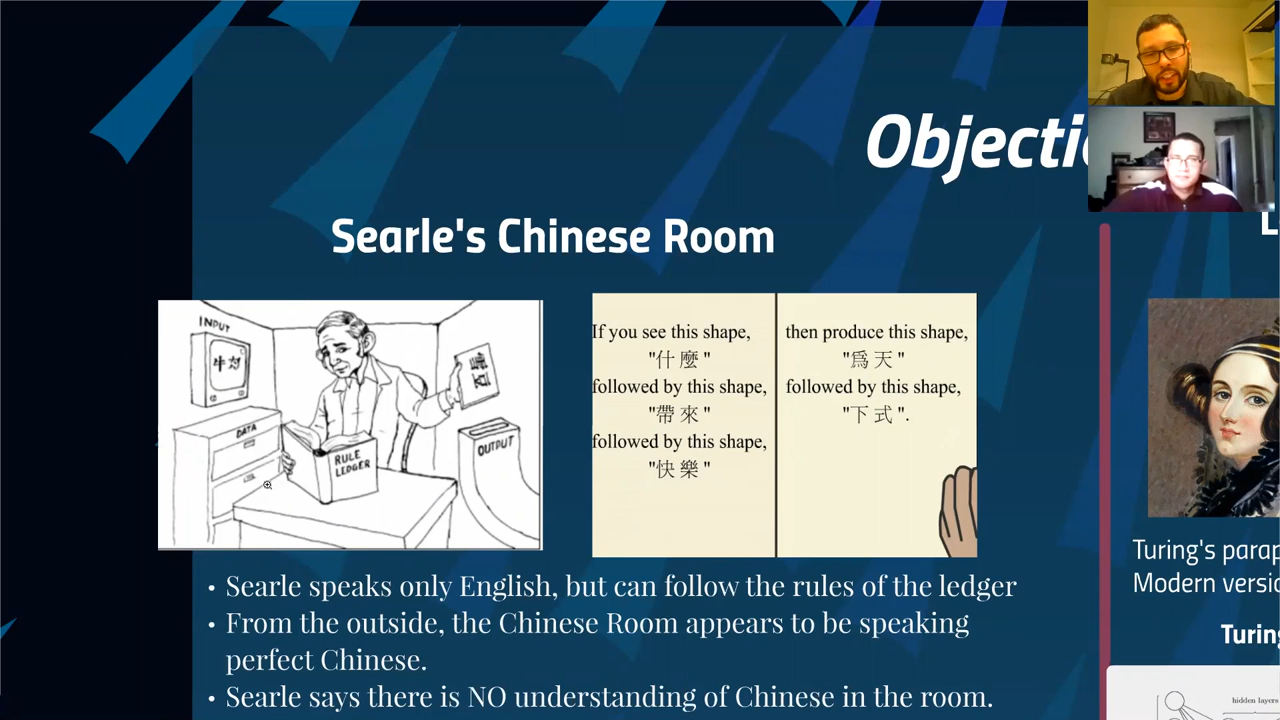 Objecti
Searle's Chinese Room
INPUT
DATA
RULE
LEDGER
OUTPUT
If you see this shape,
"什麼"
followed by this shape,
"帶來"
followed by this shape,
"快樂"
then produce this shape,
"爲天"
followed by this shape,
"下式".
• Searle speaks only English, but can follow the rules of the ledger
• From the outside, the Chinese Room appears to be speaking
perfect Chinese.
• Searle says there is NO understanding of Chinese in the room.
L
Turing's parap
Modern versio
Turing
hidden layers